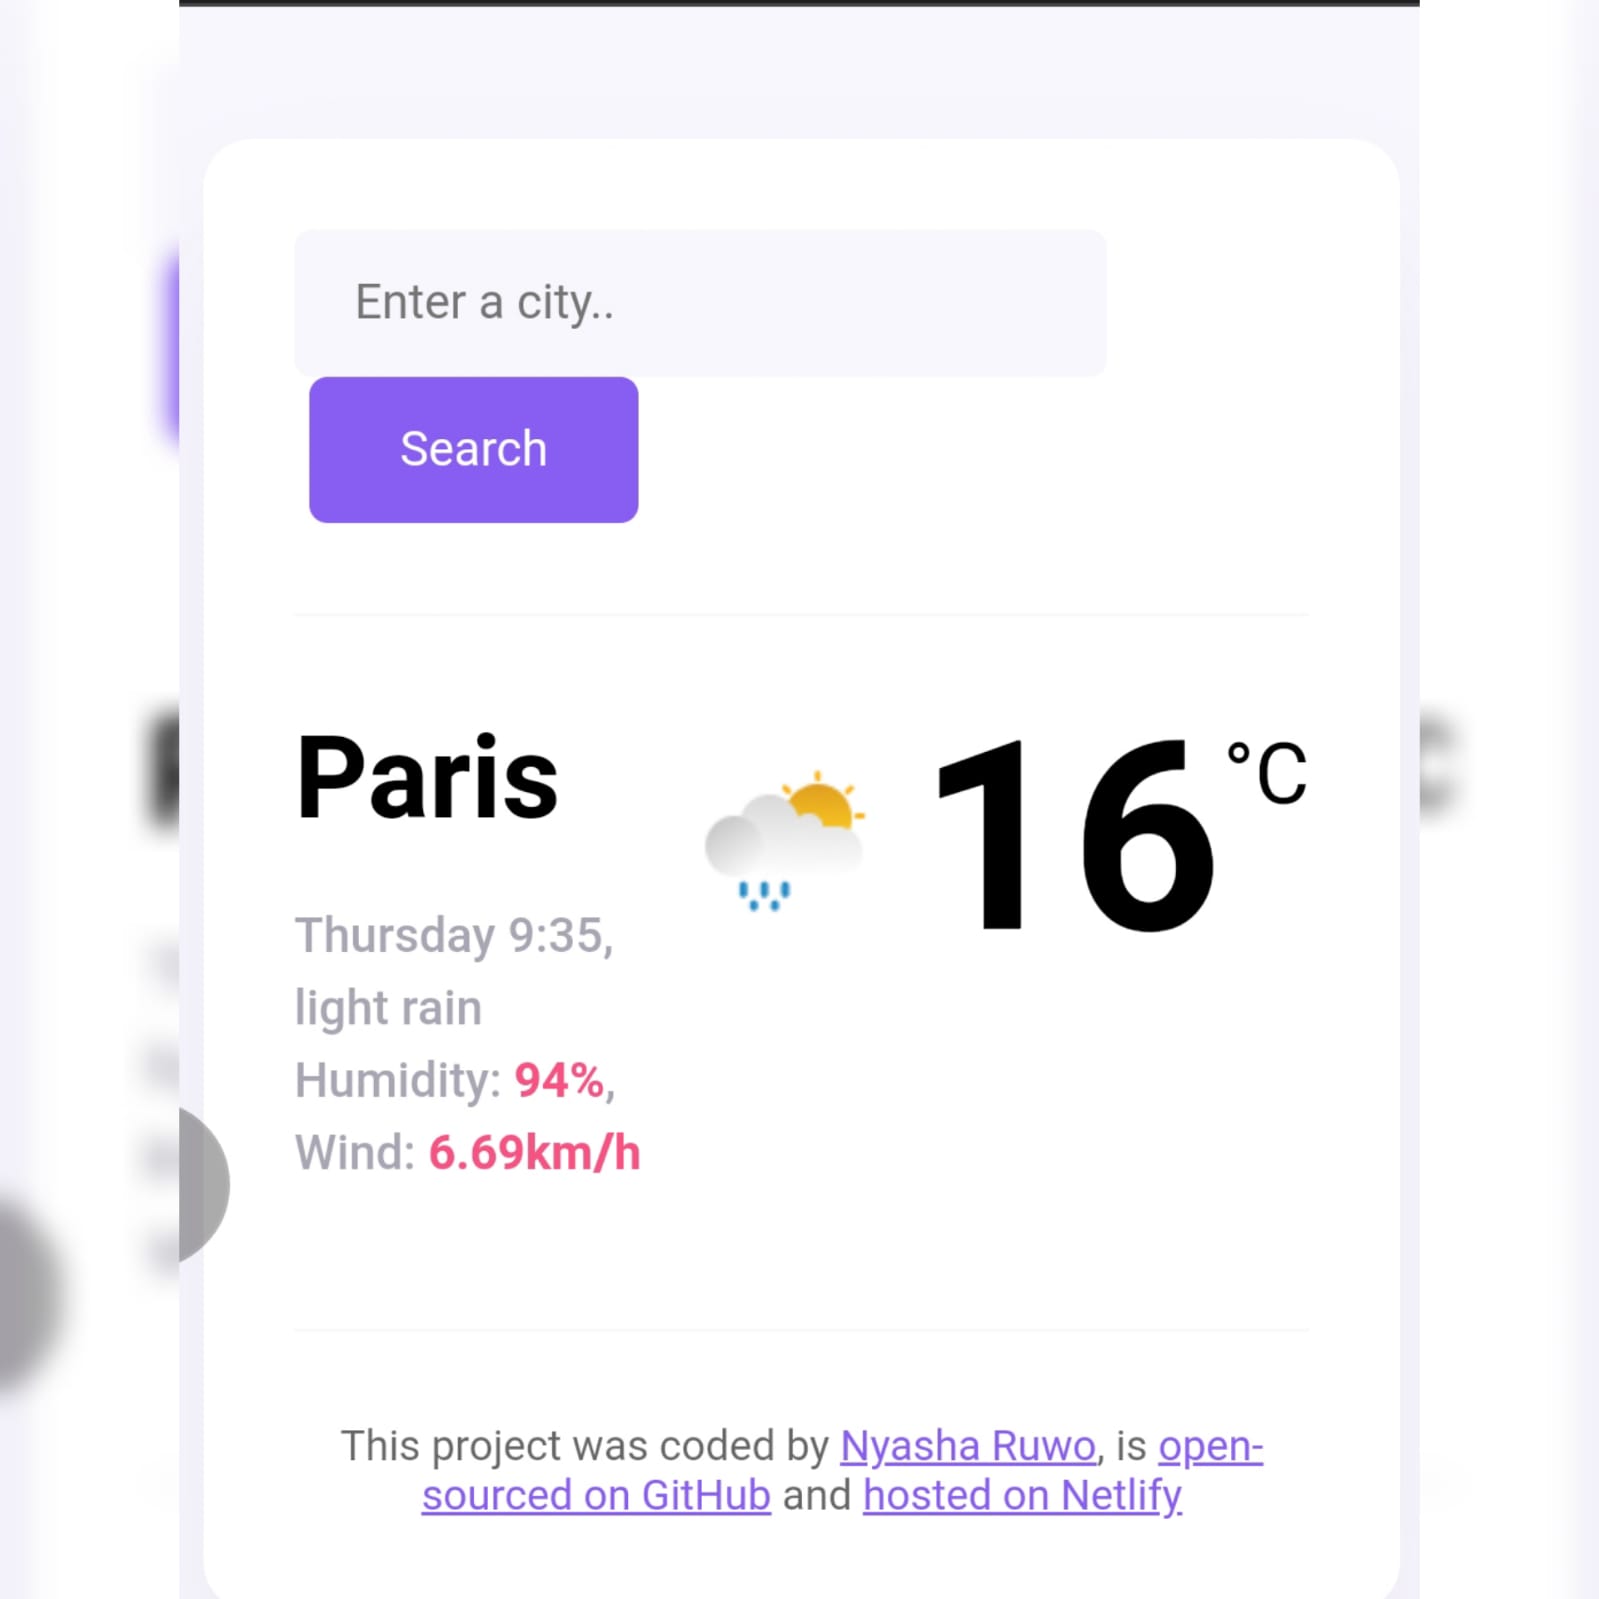 Enter a city..
Search
Paris
16 °C
Thursday 9:35,
light rain
Humidity: 94%,
Wind: 6.69km/h
This project was coded by Nyasha Ruwo, is open-
sourced on GitHub and hosted on Netlify